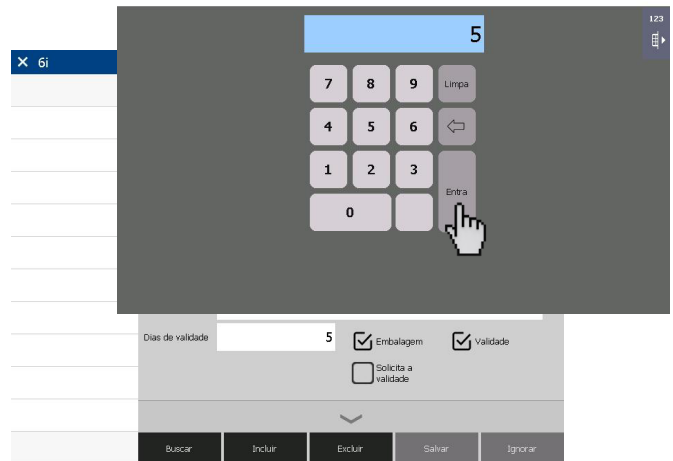 5
123
6i
7 8 9 Limpa
4 5 6
1 2 3
Entra
0
Dias de validade 5 Embalagem Validade
Solicita a
validade
Buscar Incluir Excluir Salvar Ignorar